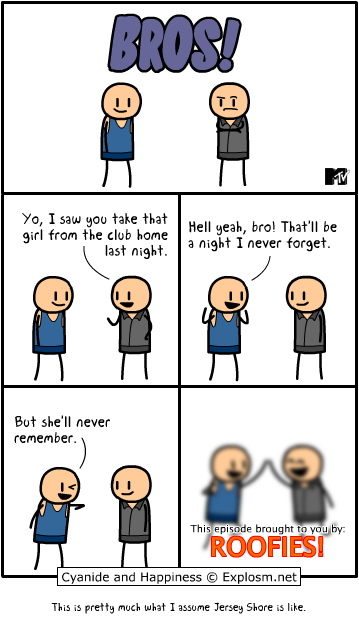 BROS!
MTV
Yo, I saw you take that
girl from the club home
last night.
Hell yeah, bro! That'll be
a night I never forget.
But she'll never
remember.
This episode brought to you by:
ROOFIES!
Cyanide and Happiness © Explosm.net
This is pretty much what I assume Jersey Shore is like.